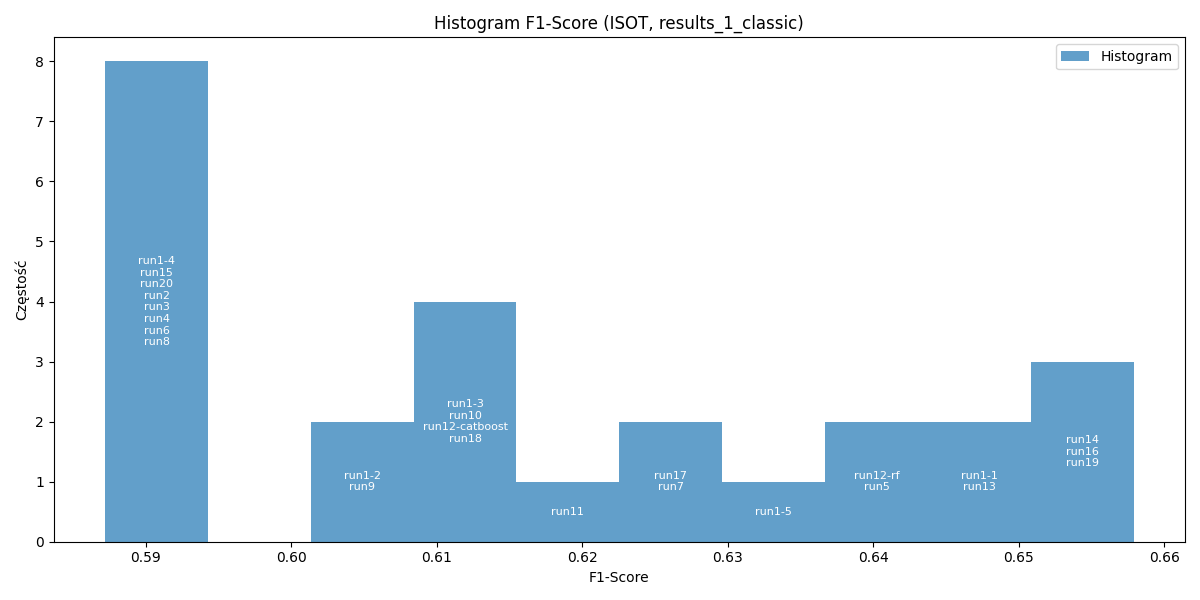 Histogram F1-Score (ISOT, results_1_classic)
Histogram
Częstość
8
7
6
5
4
3
2
1
0
run1-4
run15
run20
run2
run3
run4
run6
run8
run1-2
run9
run1-3
run10
run12-catboost
run18
run11
run17
run7
run1-5
run12-rf
run5
run1-1
run13
run14
run16
run19
0.59 0.60 0.61 0.62 0.63 0.64 0.65 0.66
F1-Score